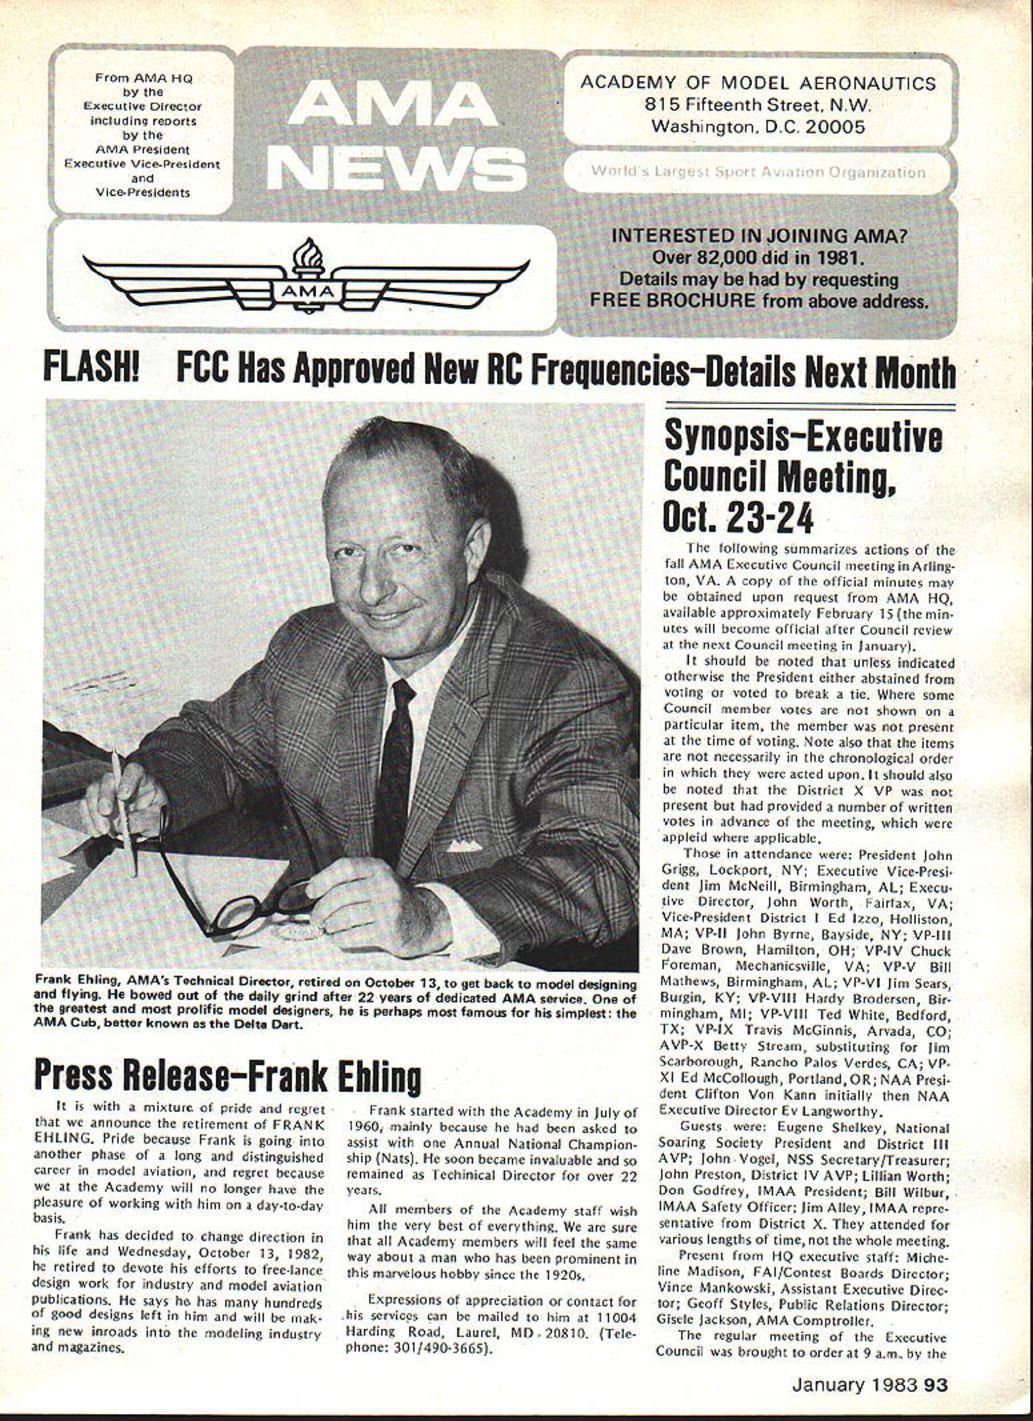 From AMA HQ
by the
Executive Director
including reports
by the
AMA President
Executive Vice-President
and
Vice-Presidents
AMA
NEWS
ACADEMY OF MODEL AERONAUTICS
815 Fifteenth Street, N.W.
Washington, D.C. 20005
World's Largest Sport Aviation Organization
AMA
INTERESTED IN JOINING AMA?
Over 82,000 did in 1981.
Details may be had by requesting
FREE BROCHURE from above address.
FLASH! FCC Has Approved New RC Frequencies–Details Next Month
Frank Ehling, AMA's Technical Director, retired on October 13, to get back to model designing
and flying. He bowed out of the daily grind after 22 years of dedicated AMA service. One of
the greatest and most prolific model designers, he is perhaps most famous for his simplest: the
AMA Cub, better known as the Delta Dart.
Press Release–Frank Ehling
It is with a mixture of pride and regret
that we announce the retirement of FRANK
EHLING. Pride because Frank is going into
another phase of a long and distinguished
career in model aviation, and regret because
we at the Academy will no longer have the
pleasure of working with him on a day-to-day
basis.
Frank has decided to change direction in
his life and Wednesday, October 13, 1982,
he retired to devote his efforts to free-lance
design work for industry and model aviation
publications. He says he has many hundreds
of good designs left in him and will be mak-
ing new inroads into the modeling industry
and magazines.
Frank started with the Academy in July of
1960, mainly because he had been asked to
assist with one Annual National Champion-
ship (Nats). He soon became invaluable and so
remained as Techinical Director for over 22
years.
All members of the Academy staff wish
him the very best of everything. We are sure
that all Academy members will feel the same
way about a man who has been prominent in
this marvelous hobby since the 1920s.
Expressions of appreciation or contact for
his services can be mailed to him at 11004
Harding Road, Laurel, MD 20810. (Tele-
phone: 301/490-3665).
Synopsis–Executive
Council Meeting,
Oct. 23-24
The following summarizes actions of the
fall AMA Executive Council meeting in Arling-
ton, VA. A copy of the official minutes may
be obtained upon request from AMA HQ,
available approximately February 15 (the min-
utes will become official after Council review
at the next Council meeting in January).
It should be noted that unless indicated
otherwise the President either abstained from
voting or voted to break a tie. Where some
Council member votes are not shown on a
particular item, the member was not present
at the time of voting. Note also that the items
are not necessarily in the chronological order
in which they were acted upon. It should also
be noted that the District X VP was not
present but had provided a number of written
votes in advance of the meeting, which were
appleid where applicable.
Those in attendance were: President John
Grigg, Lockport, NY; Executive Vice-Presi-
dent Jim McNeill, Birmingham, AL; Execu-
tive Director, John Worth, Fairfax, VA;
Vice-President District I Ed Izzo, Holliston,
MA; VP-II John Byrne, Bayside, NY; VP-III
Dave Brown, Hamilton, OH; VP-IV Chuck
Foreman, Mechanicsville, VA; VP-V Bill
Mathews, Birmingham, AL; VP-VI Jim Sears,
Burgin, KY; VP-VIII Hardy Brodersen, Bir-
mingham, MI; VP-VIII Ted White, Bedford,
TX; VP-IX Travis McGinnis, Arvada, CO;
AVP-X Betty Stream, substituting for Jim
Scarborough, Rancho Palos Verdes, CA; VP-
XI Ed McCollough, Portland, OR; NAA Presi-
dent Clifton Von Kann initially then NAA
Executive Director Ev Langworthy.
Guests were: Eugene Shelkey, National
Soaring Society President and District III
AVP; John Vogel, NSS Secretary/Treasurer;
John Preston, District IV AVP; Lillian Worth;
Don Godfrey, IMAA President; Bill Wilbur,
IMAA Safety Officer; Jim Alley, IMAA repre-
sentative from District X. They attended for
various lengths of time, not the whole meeting.
Present from HQ executive staff: Miche-
line Madison, FAI/Contest Boards Director;
Vince Mankowski, Assistant Executive Direc-
tor; Geoff Styles, Public Relations Director;
Gisele Jackson, AMA Comptroller.
The regular meeting of the Executive
Council was brought to order at 9 a.m. by the
January 1983 93